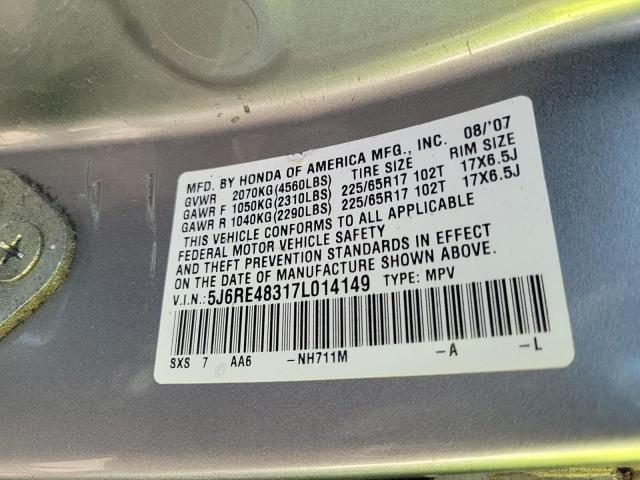 MFD. BY HONDA OF AMERICA MFG., INC. 08/'07
GVWR 2070KG(4560LBS) TIRE SIZE RIM SIZE
GAWR F 1050KG(2310LBS) 225/65R17 102T 17X6.5J
GAWR R 1040KG(2290LBS) 225/65R17 102T 17X6.5J
THIS VEHICLE CONFORMS TO ALL APPLICABLE
FEDERAL MOTOR VEHICLE SAFETY
AND THEFT PREVENTION STANDARDS IN EFFECT
ON THE DATE OF MANUFACTURE SHOWN ABOVE.
V.I.N.:5J6RE48317L014149 TYPE: MPV
SXS 7 AA6 -NH711M -A -L